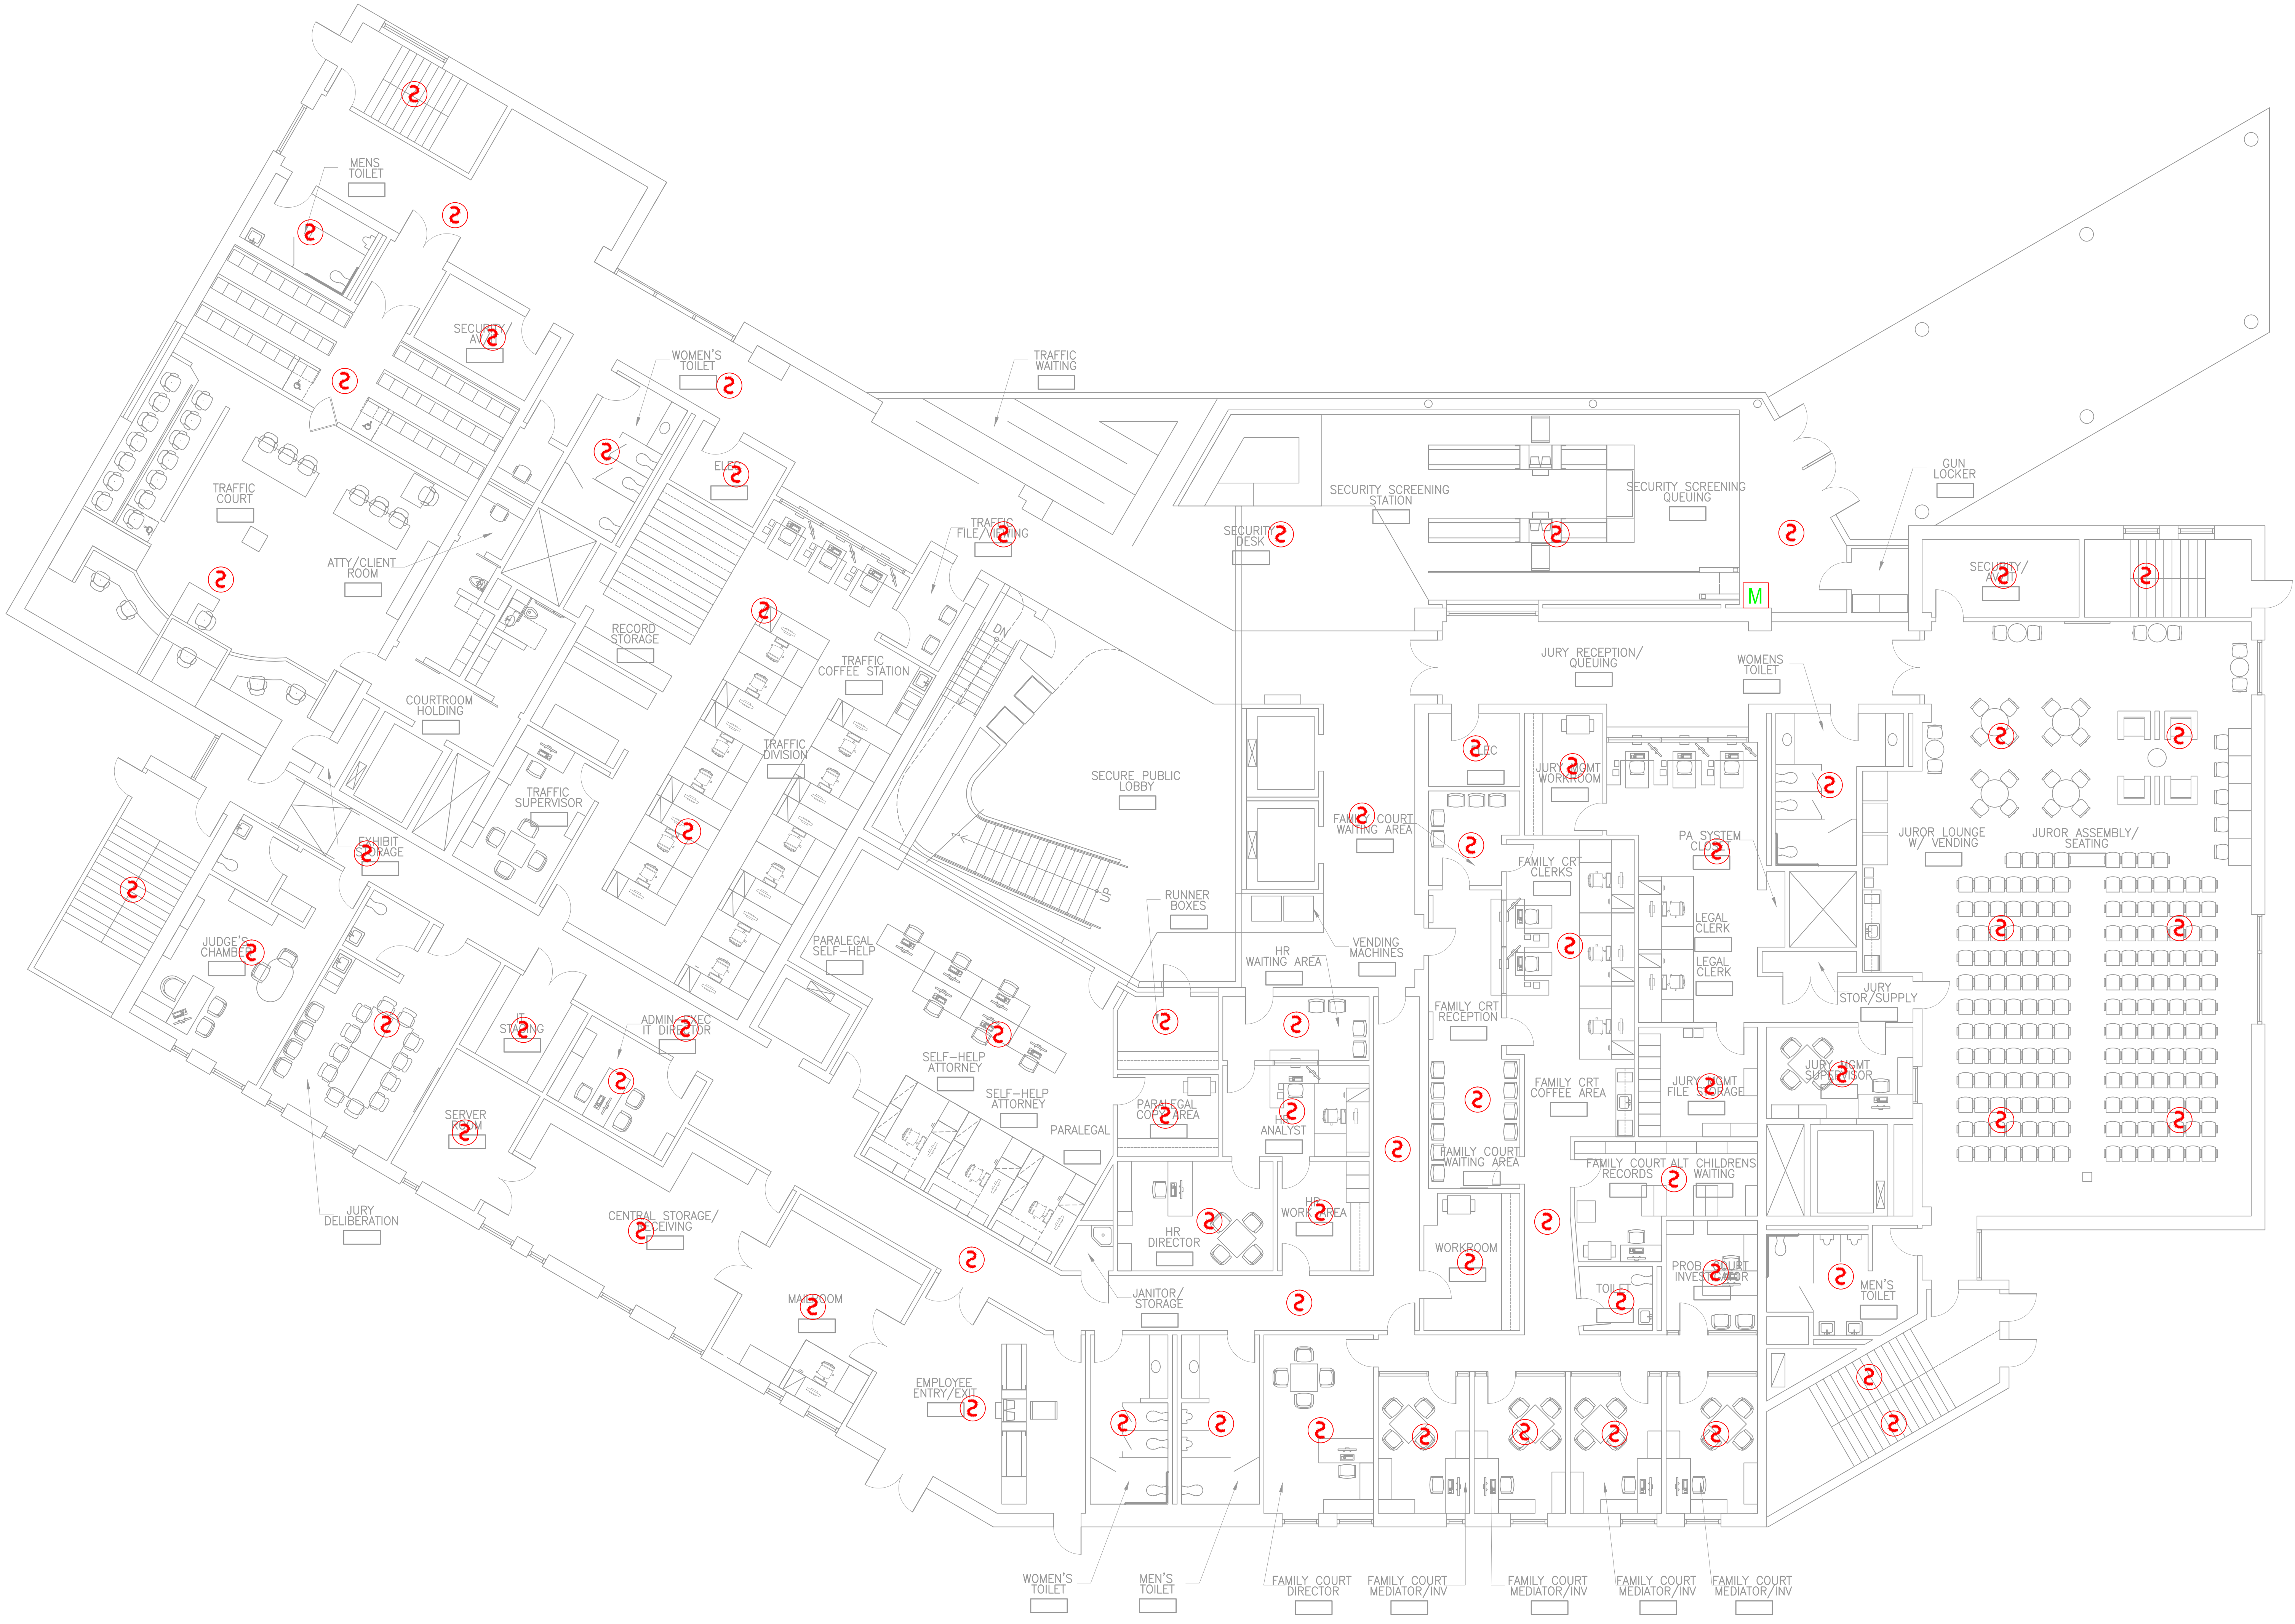 MENS
TOILET
SECURITY/
AV/IT
WOMEN'S
TOILET
TRAFFIC
WAITING
ELEC
GUN
LOCKER
TRAFFIC
COURT
SECURITY SCREENING
STATION
SECURITY SCREENING
QUEUING
TRAFFIC
FILE/VIEWING
SECURITY
DESK
ATTY/CLIENT
ROOM
SECURITY/
AV/IT
M
DN
RECORD
STORAGE
TRAFFIC
COFFEE STATION
JURY RECEPTION/
QUEUING
WOMENS
TOILET
COURTROOM
HOLDING
TRAFFIC
DIVISION
ELEC
SECURE PUBLIC
LOBBY
JURY MGMT
WORKROOM
TRAFFIC
SUPERVISOR
FAMILY COURT
WAITING AREA
PA SYSTEM
CLOSET
JUROR LOUNGE
W/ VENDING
JUROR ASSEMBLY/
SEATING
EXHIBIT
STORAGE
FAMILY CRT
CLERKS
UP
RUNNER
BOXES
LEGAL
CLERK
JUDGE'S
CHAMBER
PARALEGAL
SELF-HELP
VENDING
MACHINES
HR
WAITING AREA
LEGAL
CLERK
JURY
STOR/SUPPLY
IT
STAGING
ADMIN EXEC
IT DIRECTOR
FAMILY CRT
RECEPTION
SELF-HELP
ATTORNEY
JURY MGMT
SUPERVISOR
FAMILY CRT
COFFEE AREA
JURY MGMT
FILE STORAGE
SELF-HELP
ATTORNEY
PARALEGAL
COPY AREA
HR
ANALYST
SERVER
ROOM
PARALEGAL
FAMILY COURT
WAITING AREA
FAMILY COURT
RECORDS
ALT CHILDRENS
WAITING
JURY
DELIBERATION
CENTRAL STORAGE/
RECEIVING
HR
WORK AREA
HR
DIRECTOR
WORKROOM
PROB COURT
INVESTIGATOR
MEN'S
TOILET
TOILET
JANITOR/
STORAGE
MAILROOM
EMPLOYEE
ENTRY/EXIT
WOMEN'S
TOILET
MEN'S
TOILET
FAMILY COURT
DIRECTOR
FAMILY COURT
MEDIATOR/INV
FAMILY COURT
MEDIATOR/INV
FAMILY COURT
MEDIATOR/INV
FAMILY COURT
MEDIATOR/INV